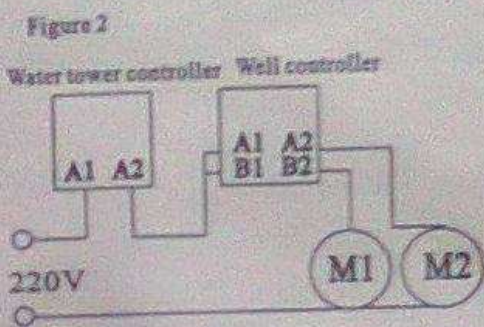 Figure 2
Water tower controller Well controller
A1 A2
A1 A2
B1 B2
220V
M1 M2